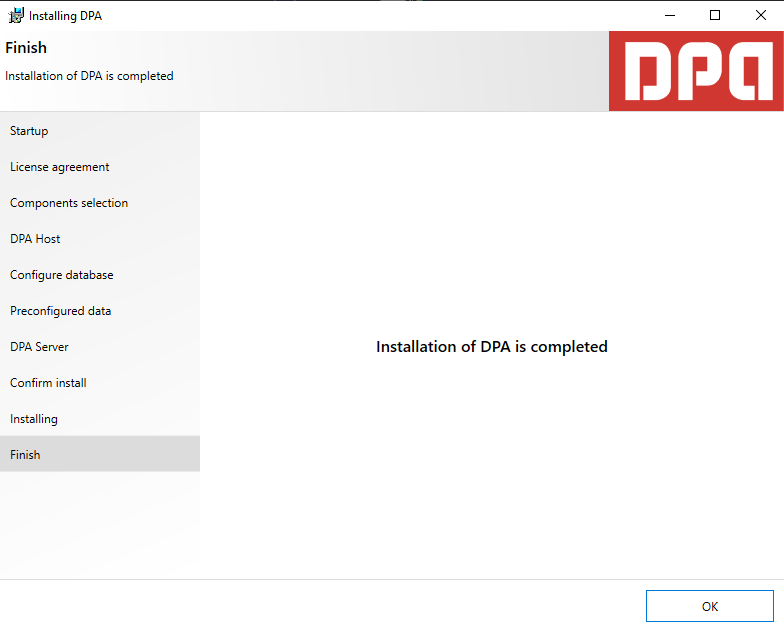 Installing DPA
Finish
Installation of DPA is completed
DPA
Startup
License agreement
Components selection
DPA Host
Configure database
Preconfigured data
DPA Server
Confirm install
Installing
Finish
Installation of DPA is completed
OK